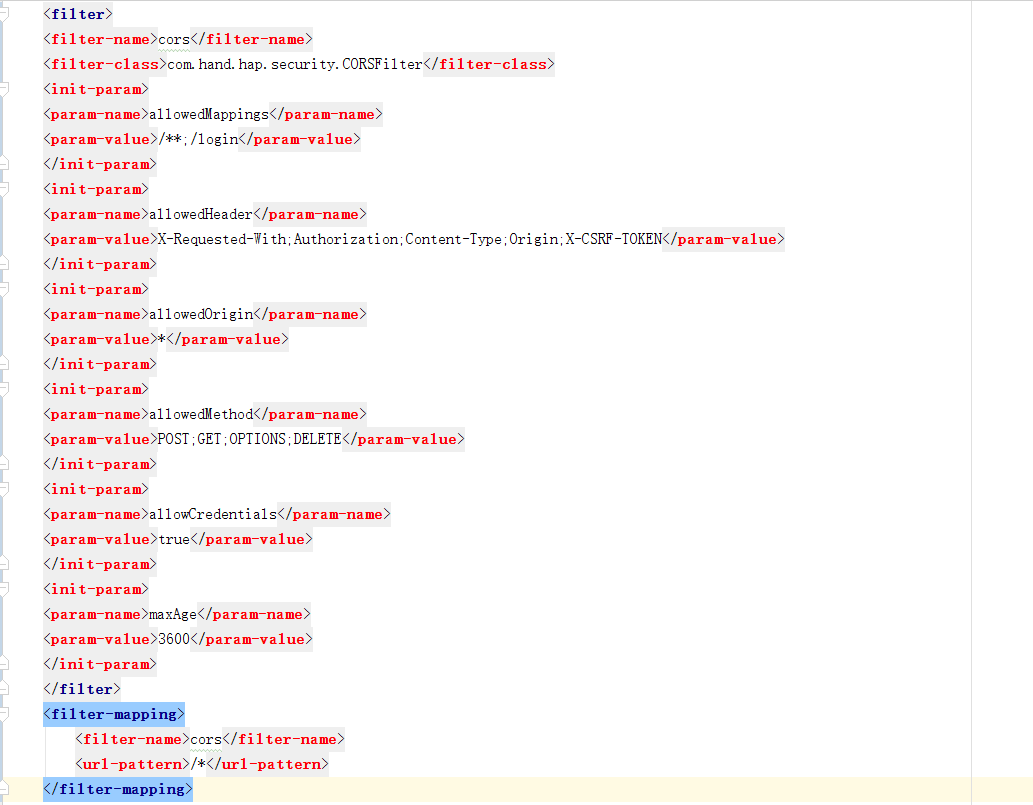 <filter>
<filter-name>cors</filter-name>
<filter-class>com.hand.hap.security.CORSFilter</filter-class>
<init-param>
<param-name>allowedMappings</param-name>
<param-value>/**;/login</param-value>
</init-param>
<init-param>
<param-name>allowedHeader</param-name>
<param-value>X-Requested-With;Authorization;Content-Type;Origin;X-CSRF-TOKEN</param-value>
</init-param>
<init-param>
<param-name>allowedOrigin</param-name>
<param-value>*</param-value>
</init-param>
<init-param>
<param-name>allowedMethod</param-name>
<param-value>POST;GET;OPTIONS;DELETE</param-value>
</init-param>
<init-param>
<param-name>allowCredentials</param-name>
<param-value>true</param-value>
</init-param>
<init-param>
<param-name>maxAge</param-name>
<param-value>3600</param-value>
</init-param>
</filter>
<filter-mapping>
<filter-name>cors</filter-name>
<url-pattern>/*</url-pattern>
</filter-mapping>